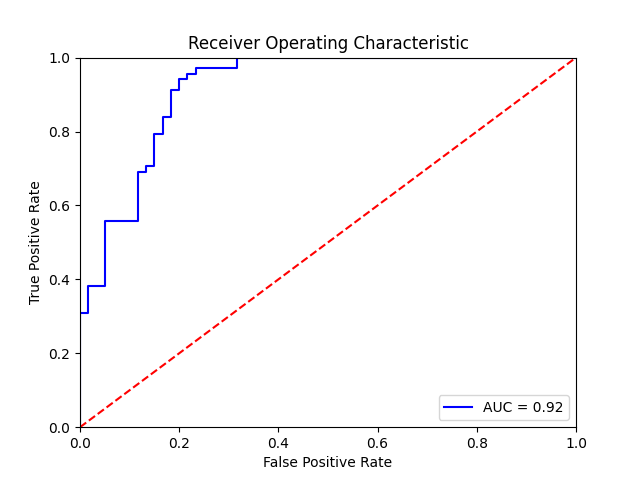 Receiver Operating Characteristic
1.0
0.8
0.6
0.4
0.2
0.0
True Positive Rate
AUC = 0.92
0.0 0.2 0.4 0.6 0.8 1.0
False Positive Rate